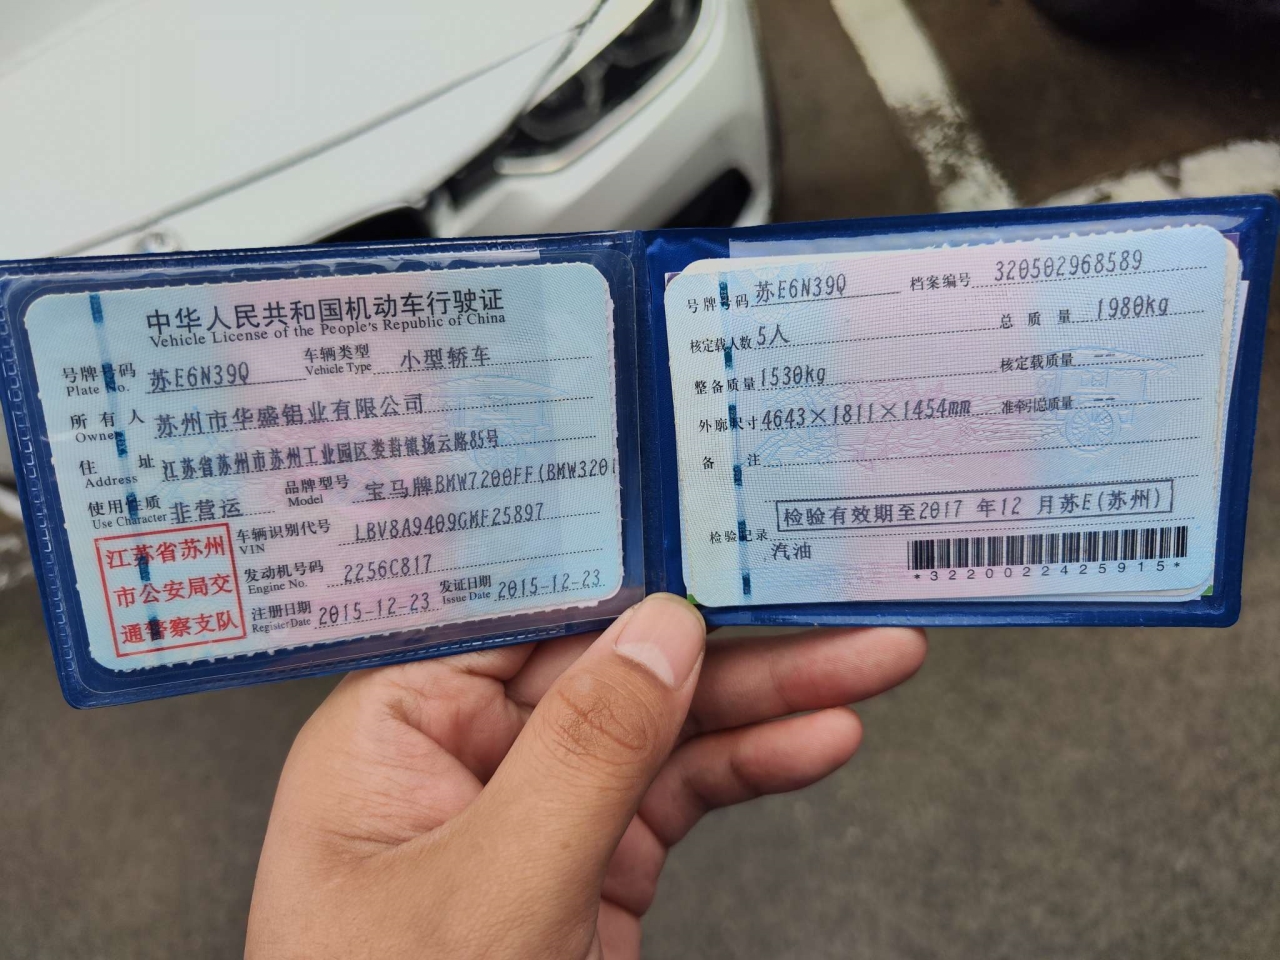 中华人民共和国机动车行驶证
Vehicle License of the People's Republic of China
号牌号码 苏E6N39Q 车辆类型 小型轿车
Plate No. Vehicle Type
所有人 苏州市华盛铝业有限公司
Owner
住址 江苏省苏州市苏州工业园区娄葑镇扬云路85号
Address
使用性质 非营运 品牌型号 宝马牌BMW7200FF(BMW320i
Use Character Model
车辆识别代号 LBV8A9409GMF25897
VIN
发动机号码 2256C817
Engine No.
注册日期 2015-12-23 发证日期 2015-12-23
Register Date Issue Date
江苏省苏州
市公安局交
通警察支队
号牌号码 苏E6N39Q 档案编号 320502968589
核定载人数 5人 总质量 1980kg
整备质量 1530kg 核定载质量 --
外廓尺寸 4643×1811×1454mm 准牵引总质量 --
备注
检验有效期至2017 年12 月苏E(苏州)
检验记录
汽油
*3220022425915*